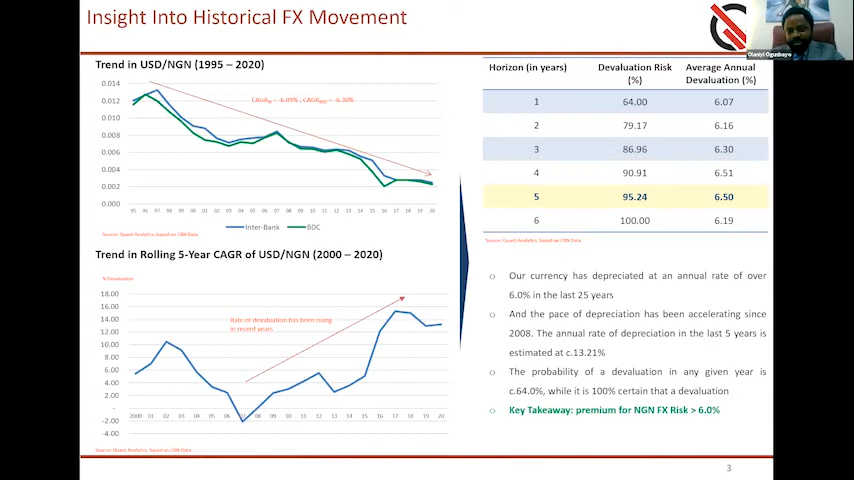 Insight Into Historical FX Movement
Olaniyi Ogunbayo
Trend in USD/NGN (1995 – 2020)
0.014
0.012
0.010
0.008
0.006
0.004
0.002
0.000
95 96 97 98 99 00 01 02 03 04 05 06 07 08 09 10 11 12 13 14 15 16 17 18 19 20
Inter-Bank BDC
Source: Quant Analytics, based on CBN Data
Trend in Rolling 5-Year CAGR of USD/NGN (2000 – 2020)
% Devaluation
18.00
16.00
14.00
12.00
10.00
8.00
6.00
4.00
2.00
-
-2.00
-4.00
Rate of devaluation has been rising
in recent years
2000 01 02 03 04 05 06 07 08 09 10 11 12 13 14 15 16 17 18 19 20
Source: Quant Analytics, based on CBN Data
Horizon (in years) Devaluation Risk (%) Average Annual Devaluation (%)
1 64.00 6.07
2 79.17 6.16
3 86.96 6.30
4 90.91 6.51
5 95.24 6.50
6 100.00 6.19
Source: Quant Analytics, based on CBN Data
o Our currency has depreciated at an annual rate of over
6.0% in the last 25 years
o And the pace of depreciation has been accelerating since
2008. The annual rate of depreciation in the last 5 years is
estimated at c.13.21%
o The probability of a devaluation in any given year is
c.64.0%, while it is 100% certain that a devaluation
o Key Takeaway: premium for NGN FX Risk > 6.0%
3